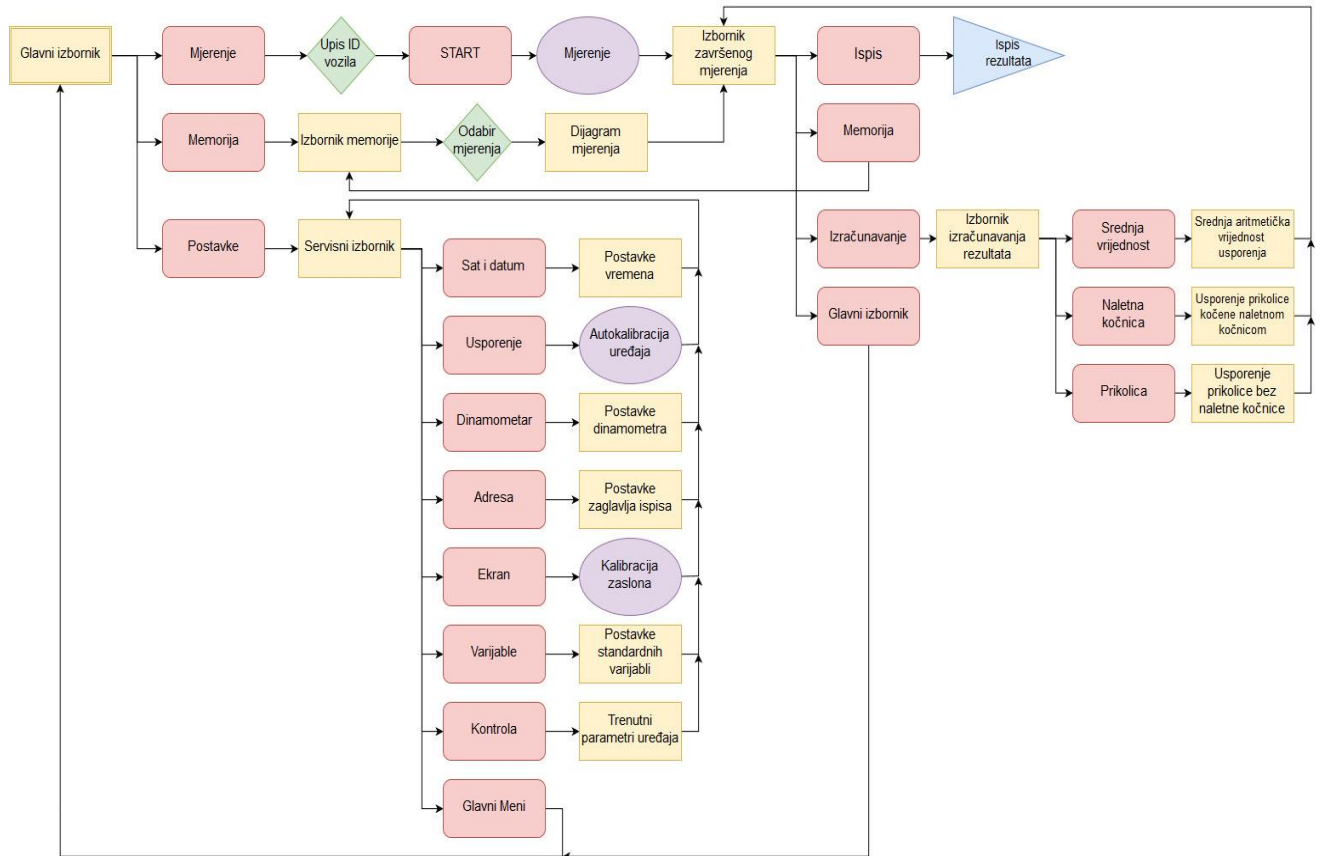 Glavni izbornik
Mjerenje
Upis ID
vozila
START
Mjerenje
Izbornik
završenog
mjerenja
Ispis
Ispis
rezultata
Memorija
Izbornik memorije
Odabir
mjerenja
Dijagram
mjerenja
Memorija
Postavke
Servisni izbornik
Izračunavanje
Izbornik
izračunavanja
rezultata
Srednja
vrijednost
Srednja aritmetička
vrijednost
usporenja
Sat i datum
Postavke
vremena
Glavni izbornik
Naletna
kočnica
Usporenje prikolice
kočene naletnom
kočnicom
Usporenje
Autokalibracija
uređaja
Prikolica
Usporenje
prikolice bez
naletne kočnice
Dinamometar
Postavke
dinamometra
Adresa
Postavke
zaglavlja ispisa
Ekran
Kalibracija
zaslona
Varijable
Postavke
standardnih
varijabli
Kontrola
Trenutni
parametri uređaja
Glavni Meni